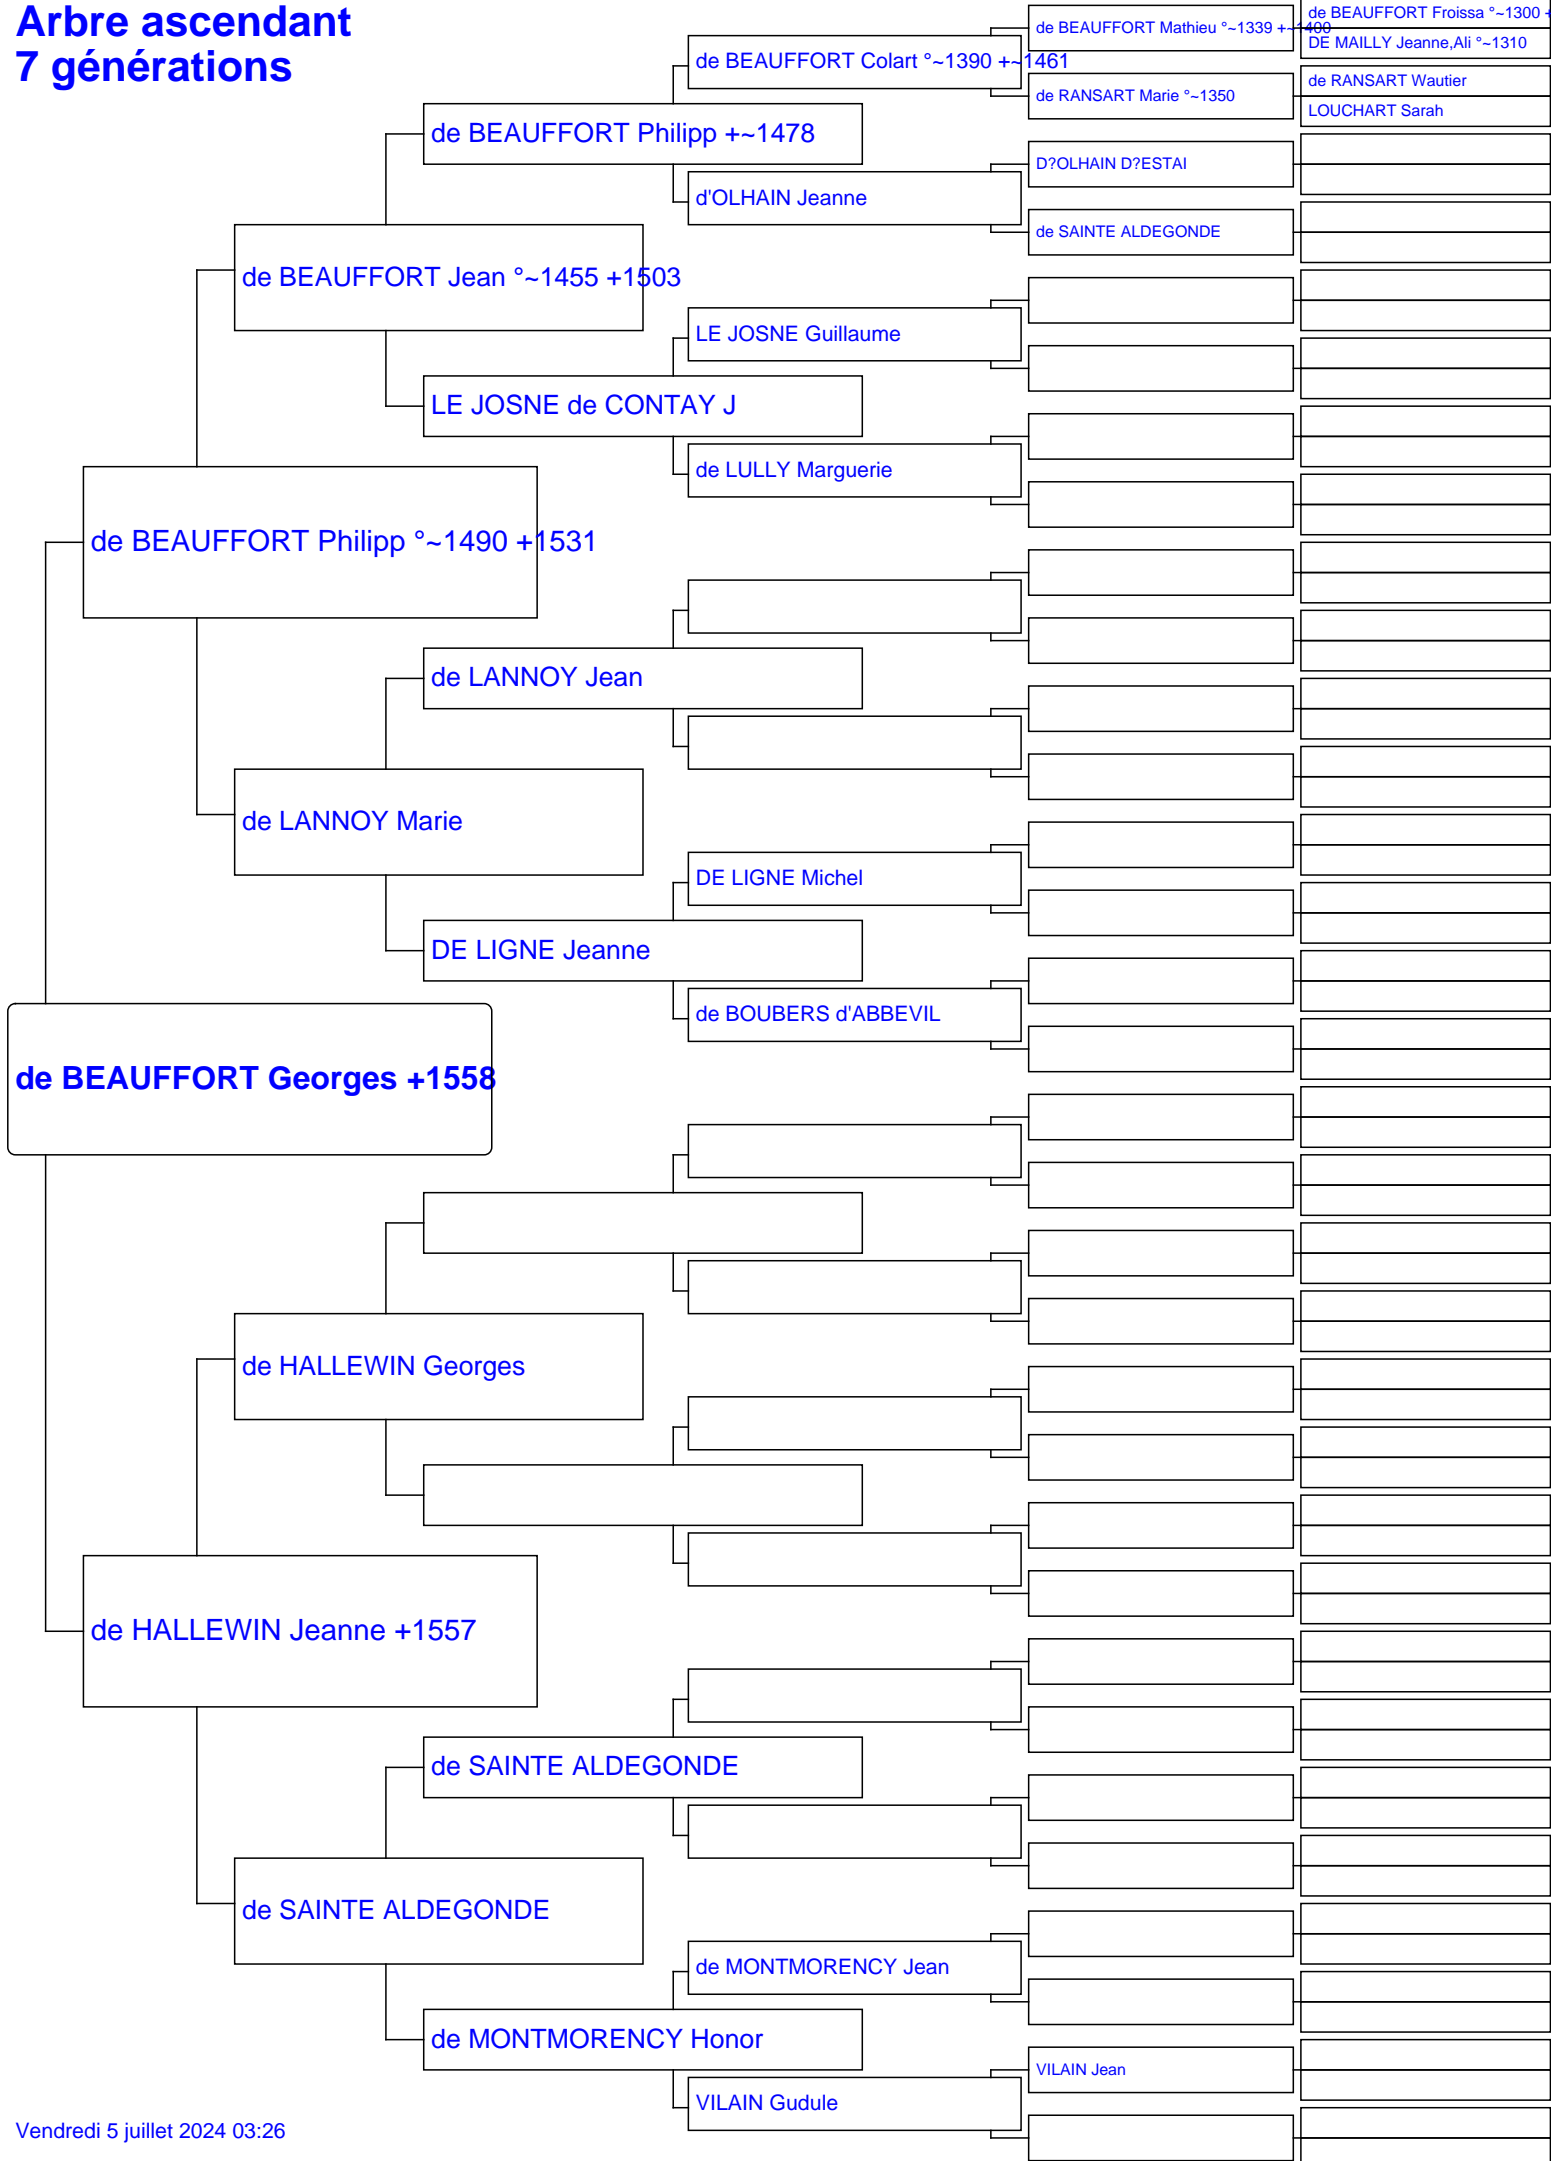 Arbre ascendant
7 générations
de BEAUFFORT Froissa °~1300 +
de BEAUFFORT Mathieu °~1339 +~1400
DE MAILLY Jeanne,Ali °~1310
de BEAUFFORT Colart °~1390 +~1461
de RANSART Wautier
de RANSART Marie °~1350
LOUCHART Sarah
de BEAUFFORT Philipp +~1478
D?OLHAIN D?ESTAI
d'OLHAIN Jeanne
de SAINTE ALDEGONDE
de BEAUFFORT Jean °~1455 +1503
LE JOSNE Guillaume
LE JOSNE de CONTAY J
de LULLY Marguerie
de BEAUFFORT Philipp °~1490 +1531
de LANNOY Jean
de LANNOY Marie
DE LIGNE Michel
DE LIGNE Jeanne
de BOUBERS d'ABBEVIL
de BEAUFFORT Georges +1558
de HALLEWIN Georges
de HALLEWIN Jeanne +1557
de SAINTE ALDEGONDE
de SAINTE ALDEGONDE
de MONTMORENCY Jean
de MONTMORENCY Honor
VILAIN Jean
VILAIN Gudule
Vendredi 5 juillet 2024 03:26